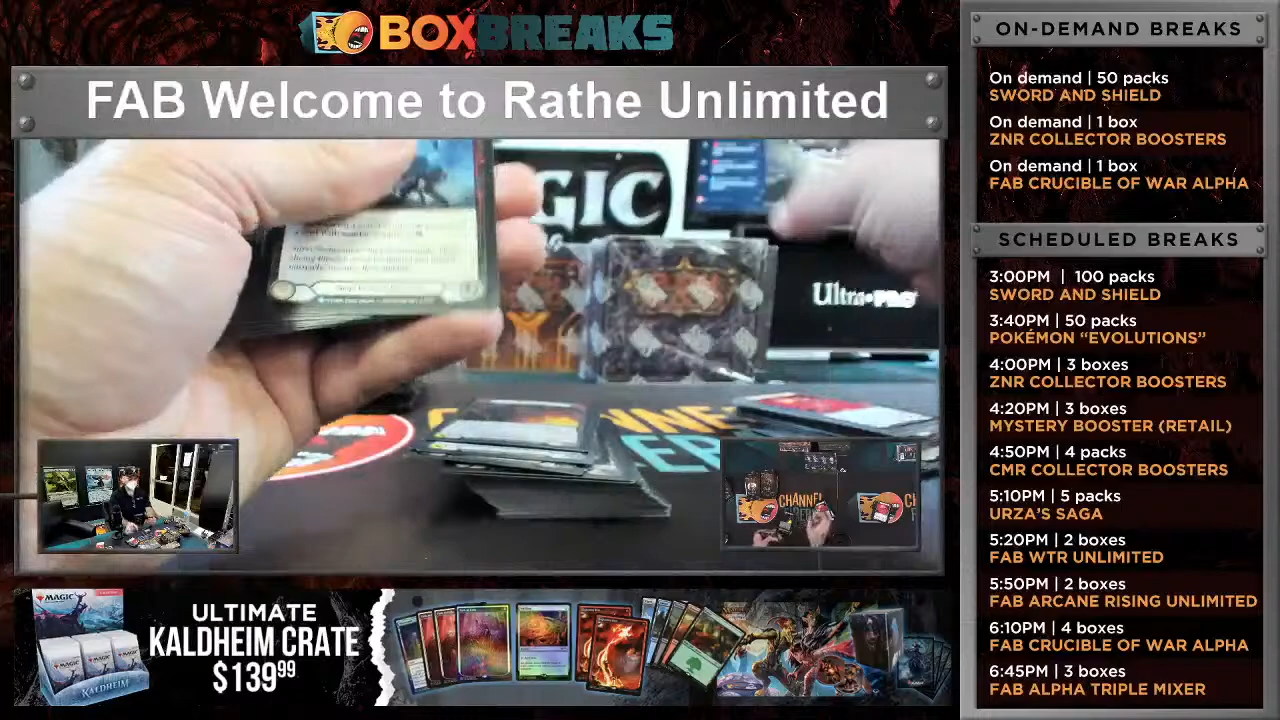 BOXBREAKS
FAB Welcome to Rathe Unlimited
GIC
Ultra•PRO
CHANNEL
MAGIC
KALDHEIM
ULTIMATE
KALDHEIM CRATE
$139.99
ON-DEMAND BREAKS
On demand | 50 packs
SWORD AND SHIELD
On demand | 1 box
ZNR COLLECTOR BOOSTERS
On demand | 1 box
FAB CRUCIBLE OF WAR ALPHA
SCHEDULED BREAKS
3:00PM | 100 packs
SWORD AND SHIELD
3:40PM | 50 packs
POKÉMON “EVOLUTIONS”
4:00PM | 3 boxes
ZNR COLLECTOR BOOSTERS
4:20PM | 3 boxes
MYSTERY BOOSTER (RETAIL)
4:50PM | 4 packs
CMR COLLECTOR BOOSTERS
5:10PM | 5 packs
URZA’S SAGA
5:20PM | 2 boxes
FAB WTR UNLIMITED
5:50PM | 2 boxes
FAB ARCANE RISING UNLIMITED
6:10PM | 4 boxes
FAB CRUCIBLE OF WAR ALPHA
6:45PM | 3 boxes
FAB ALPHA TRIPLE MIXER